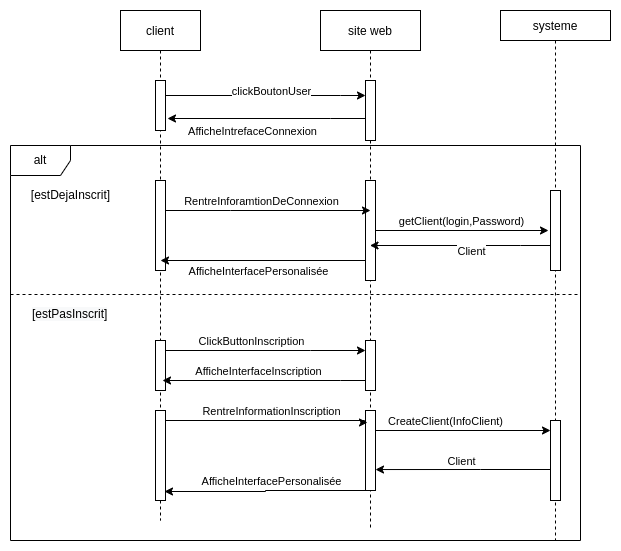 client
site web
systeme
clickBoutonUser
AfficheIntrefaceConnexion
alt
[estDejaInscrit]
RentreInforamtionDeConnexion
getClient(login,Password)
Client
AfficheInterfacePersonalisée
[estPasInscrit]
ClickButtonInscription
AfficheInterfaceInscription
RentreInformationInscription
CreateClient(InfoClient)
Client
AfficheInterfacePersonalisée